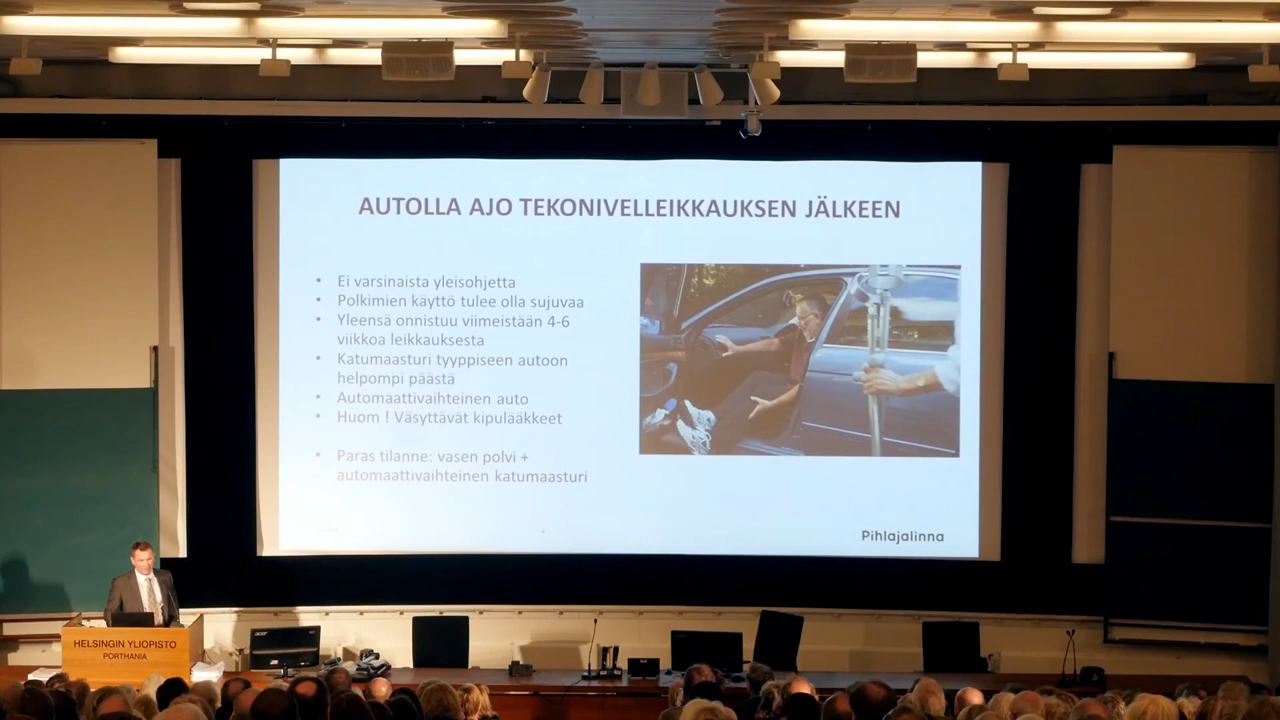 AUTOLLA AJO TEKONIVELLEIKKAUKSEN JÄLKEEN
• Ei varsinaista yleisohjetta
• Polkimien käyttö tulee olla sujuvaa
• Yleensä onnistuu viimeistään 4-6
viikkoa leikkauksesta
• Katumaasturi tyyppiseen autoon
helpompi päästä
• Automaattivaihteinen auto
• Huom ! Väsyttävät kipulääkkeet
• Paras tilanne: vasen polvi +
automaattivaihteinen katumaasturi
Pihlajalinna
HELSINGIN YLIOPISTO
PORTHANIA